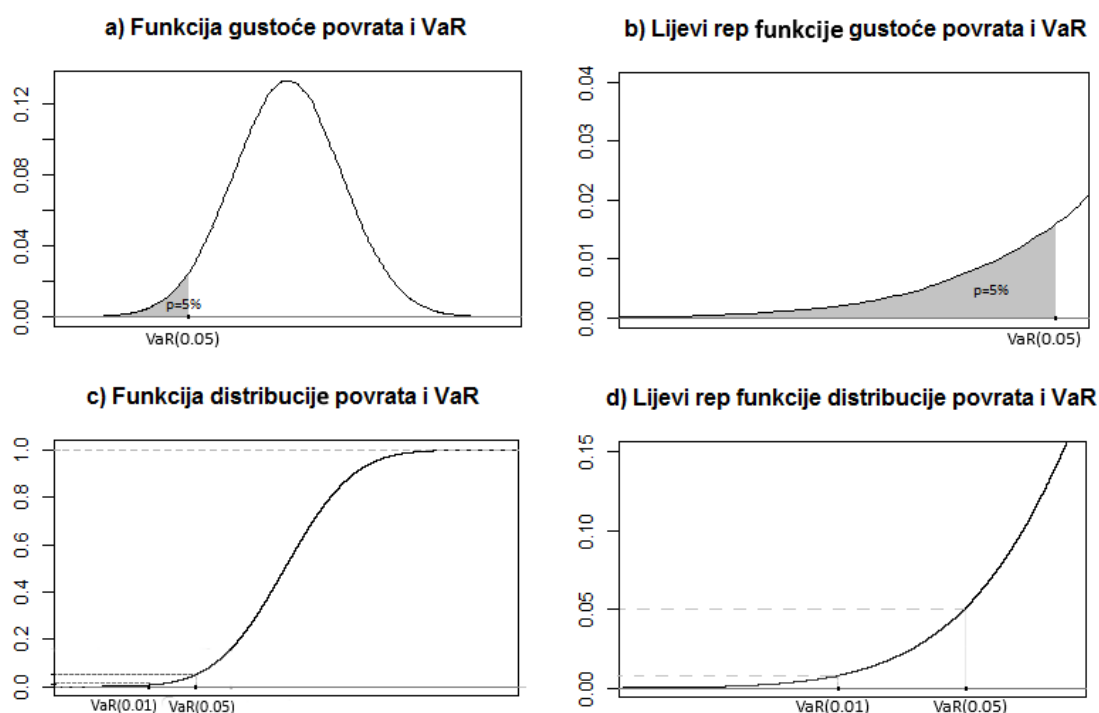 a) Funkcija gustoće povrata i VaR
0.12
0.08
0.04
0.00
p=5%
VaR(0.05)
b) Lijevi rep funkcije gustoće povrata i VaR
0.04
0.03
0.02
0.01
0.00
p=5%
VaR(0.05)
c) Funkcija distribucije povrata i VaR
1.0
0.8
0.6
0.4
0.2
0.0
VaR(0.01) VaR(0.05)
d) Lijevi rep funkcije distribucije povrata i VaR
0.15
0.10
0.05
0.00
VaR(0.01) VaR(0.05)